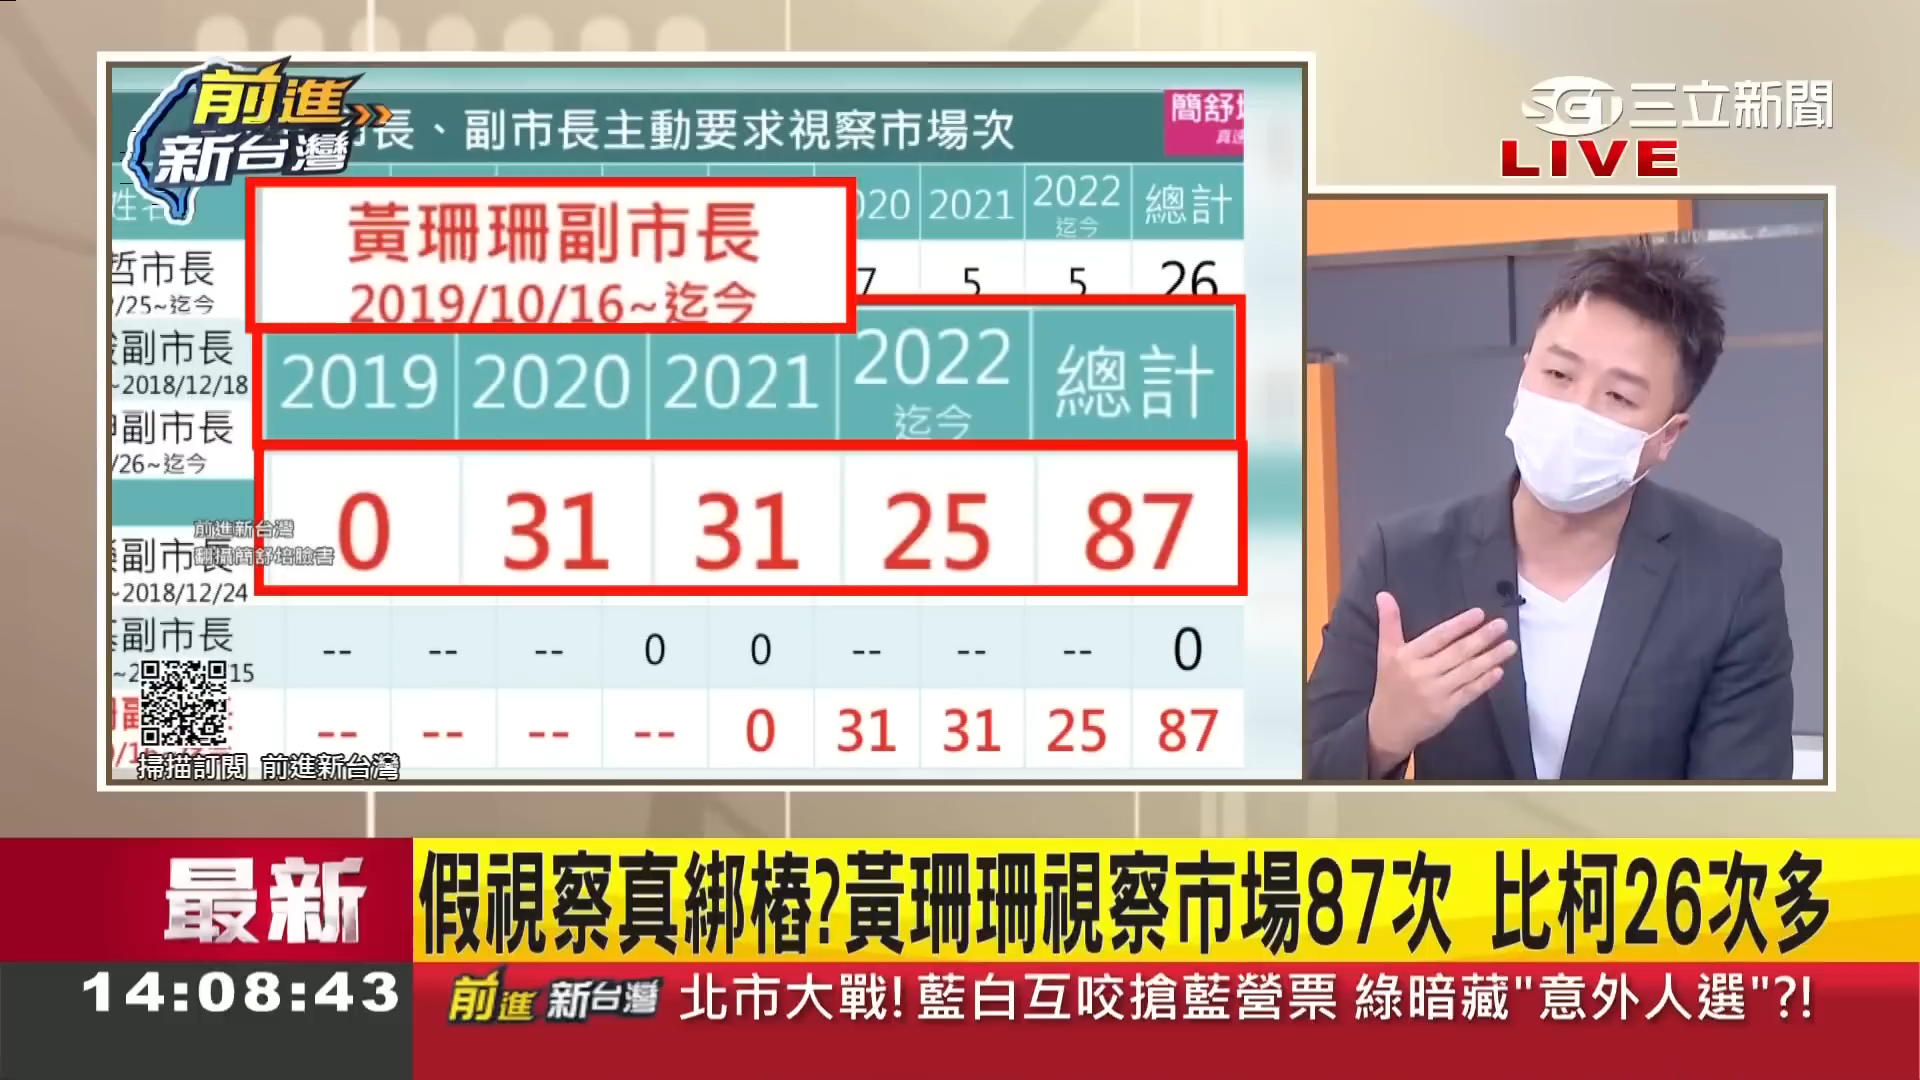 前進
新台灣
市長、副市長主動要求視察市場次
簡舒培
SET 三立新聞
LIVE
姓名
020
2021
2022
迄今
總計
黃珊珊副市長
2019/10/16~迄今
哲市長
/25~迄今
7
5
5
26
2019
2020
2021
2022
迄今
總計
副市長
~2018/12/18
副市長
/26~迄今
0
31
31
25
87
前進新台灣
翻攝簡舒培臉書
副市長
~2018/12/24
副市長
15
--
--
--
0
0
--
--
--
0
--
--
--
--
0
31
31
25
87
掃描訂閱 前進新台灣
最新
假視察真綁樁?黃珊珊視察市場87次 比柯26次多
14:08:43
前進新台灣
北市大戰!藍白互咬搶藍營票 綠暗藏"意外人選"?!